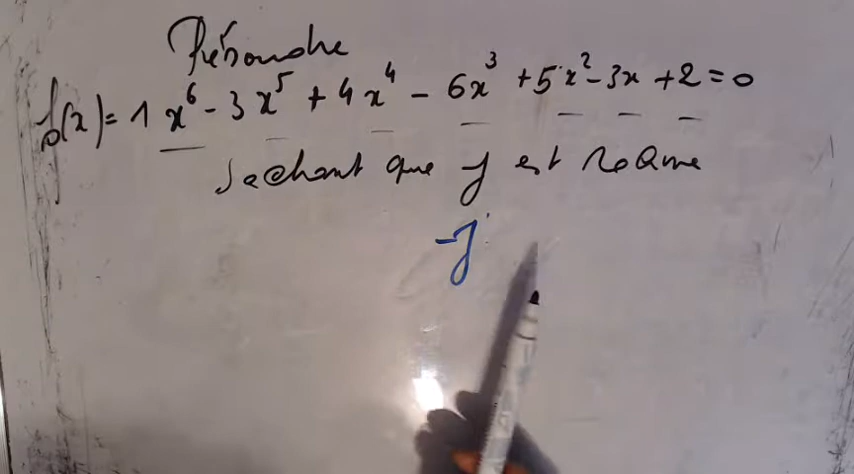 Résoudre
f(x) = 1x⁶ - 3x⁵ + 4x⁴ - 6x³ + 5x² - 3x + 2 = 0
sachant que j est racine
-j